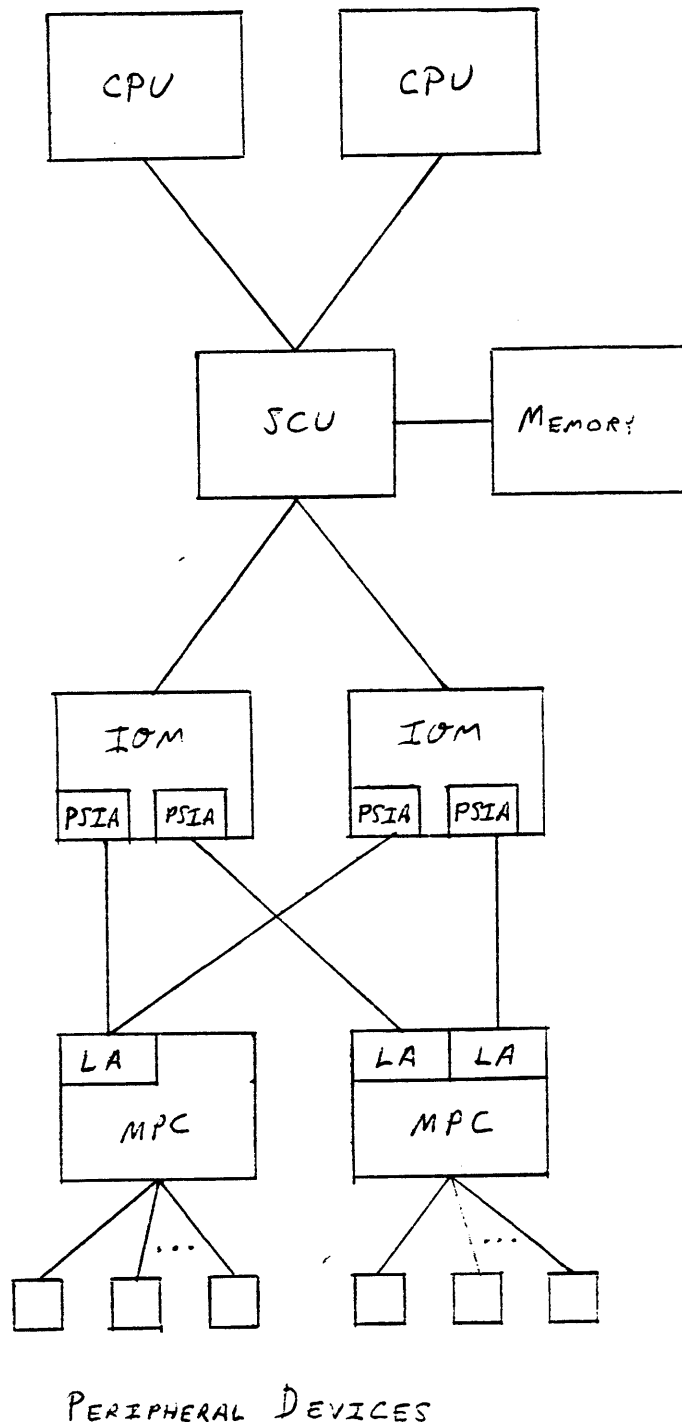 CPU
CPU
SCU
MEMORY
IOM
IOM
PSIA
PSIA
PSIA
PSIA
LA
LA
LA
MPC
MPC
...
...
PERIPHERAL DEVICES